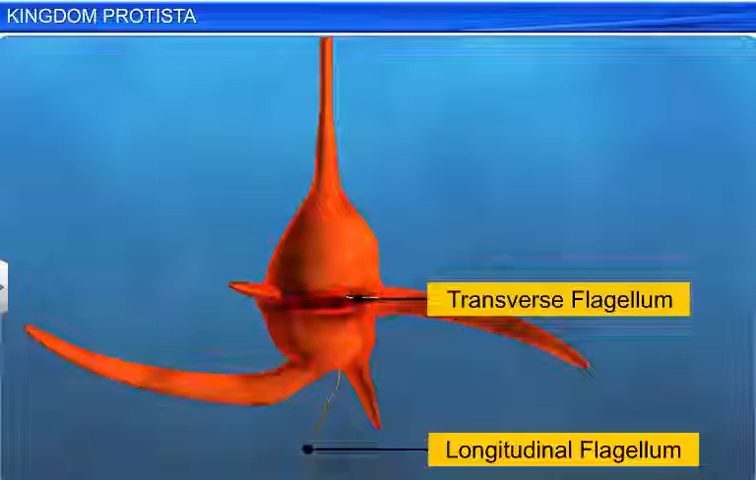 KINGDOM PROTISTA
Transverse Flagellum
Longitudinal Flagellum